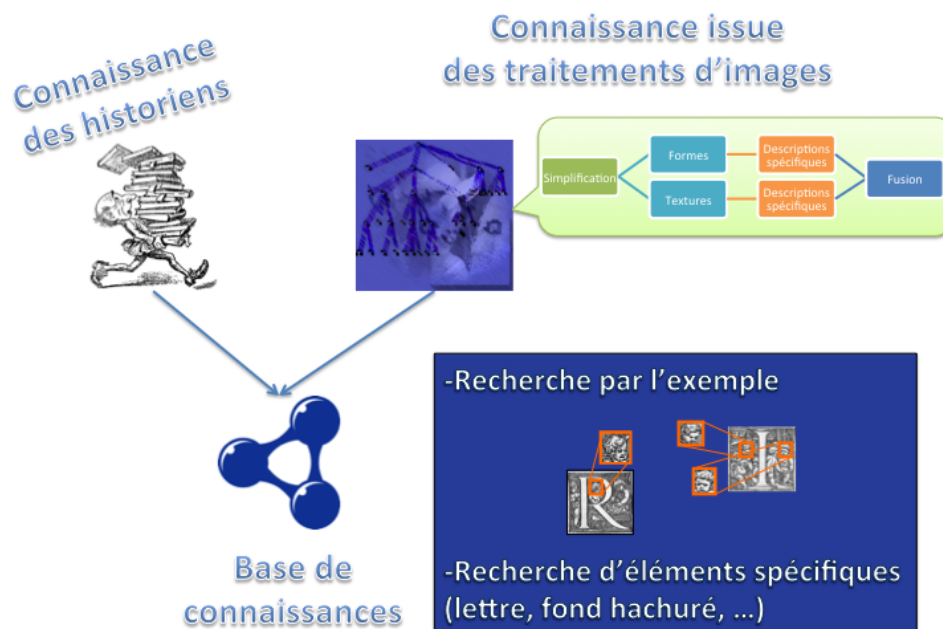 Connaissance
des historiens
Connaissance issue
des traitements d'images
Simplification
Formes
Textures
Descriptions
spécifiques
Descriptions
spécifiques
Fusion
Base de
connaissances
-Recherche par l'exemple
R
I
-Recherche d'éléments spécifiques
(lettre, fond hachuré, ...)